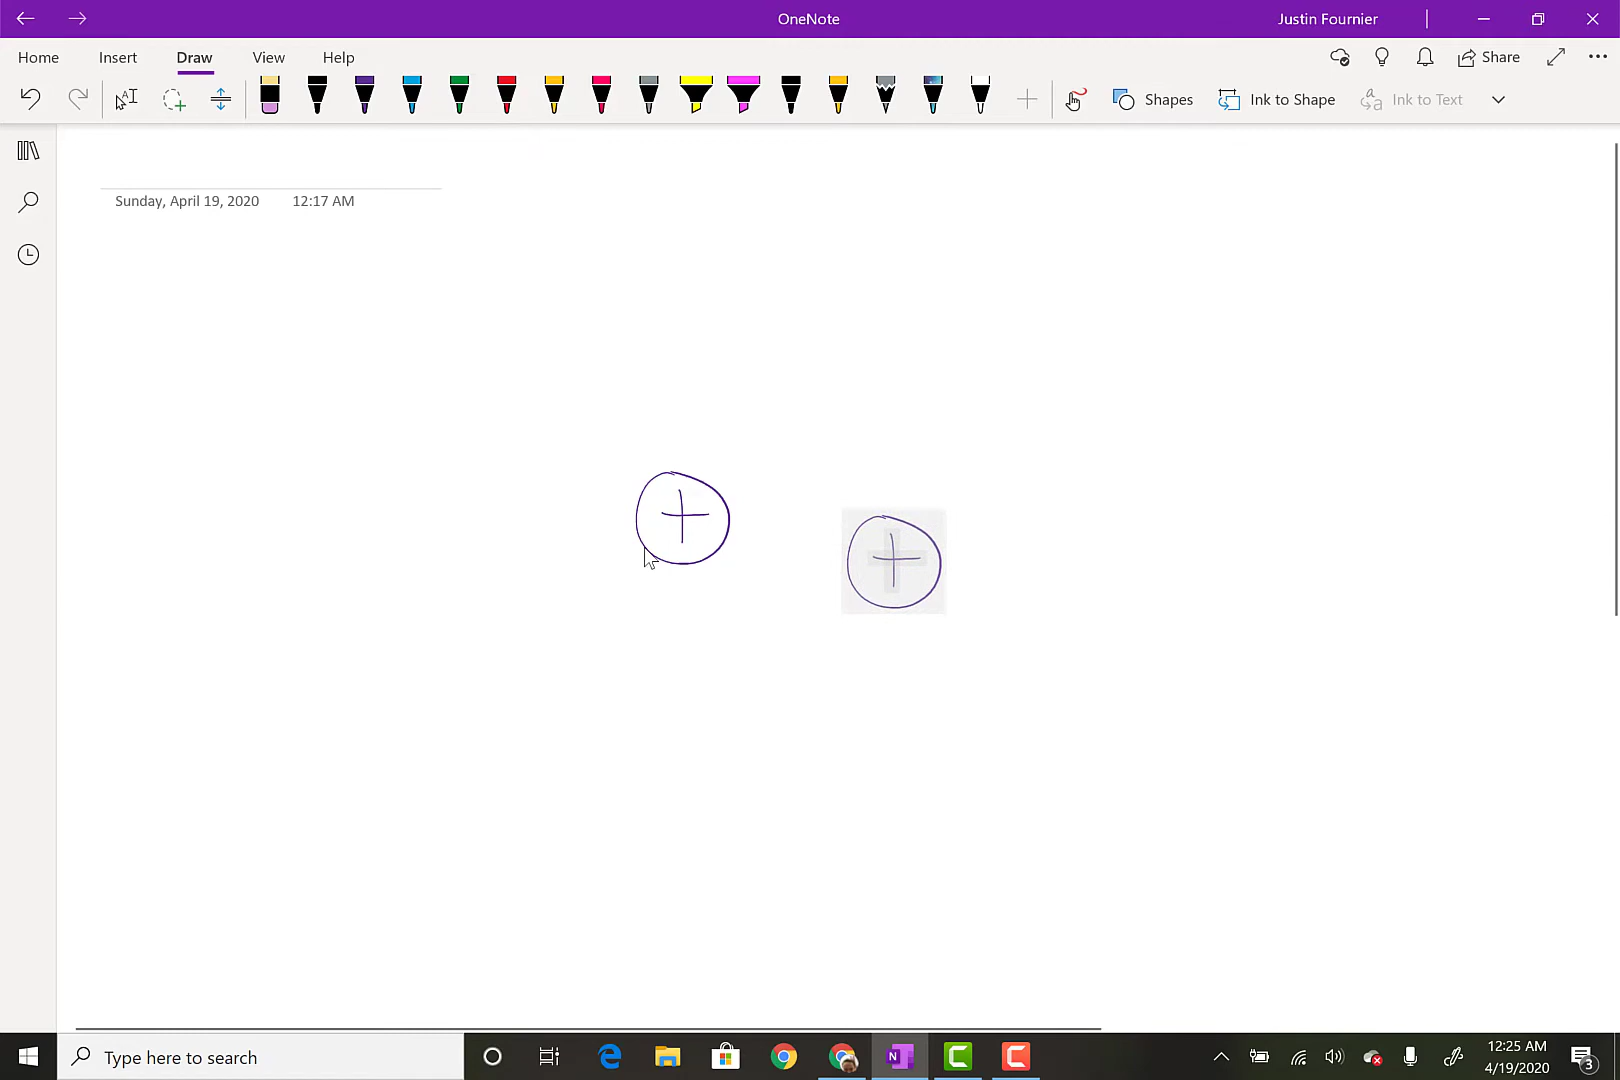 OneNote
Justin Fournier
Home Insert Draw View Help
Share
Shapes Ink to Shape Ink to Text
Sunday, April 19, 2020 12:17 AM
Type here to search
12:25 AM
4/19/2020
3